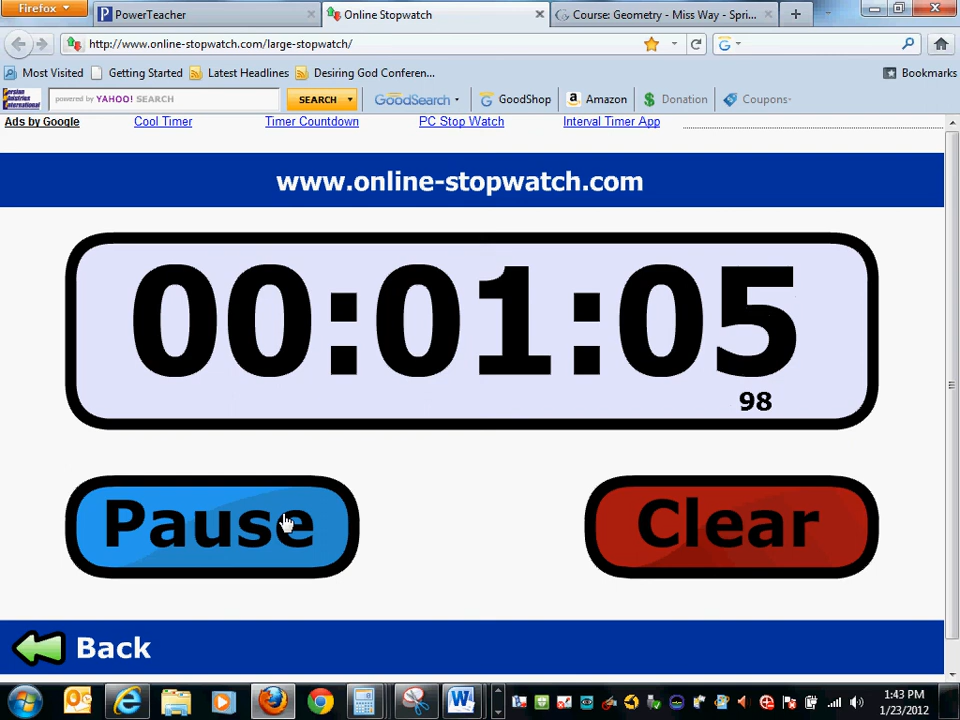 Firefox
PowerTeacher
Online Stopwatch
Course: Geometry - Miss Way - Spri...
http://www.online-stopwatch.com/large-stopwatch/
Most Visited Getting Started Latest Headlines Desiring God Conferen... Bookmarks
powered by YAHOO! SEARCH SEARCH GoodSearch GoodShop Amazon Donation Coupons
Ads by Google Cool Timer Timer Countdown PC Stop Watch Interval Timer App
www.online-stopwatch.com
00:01:05
98
Pause Clear
Back
1:43 PM
1/23/2012